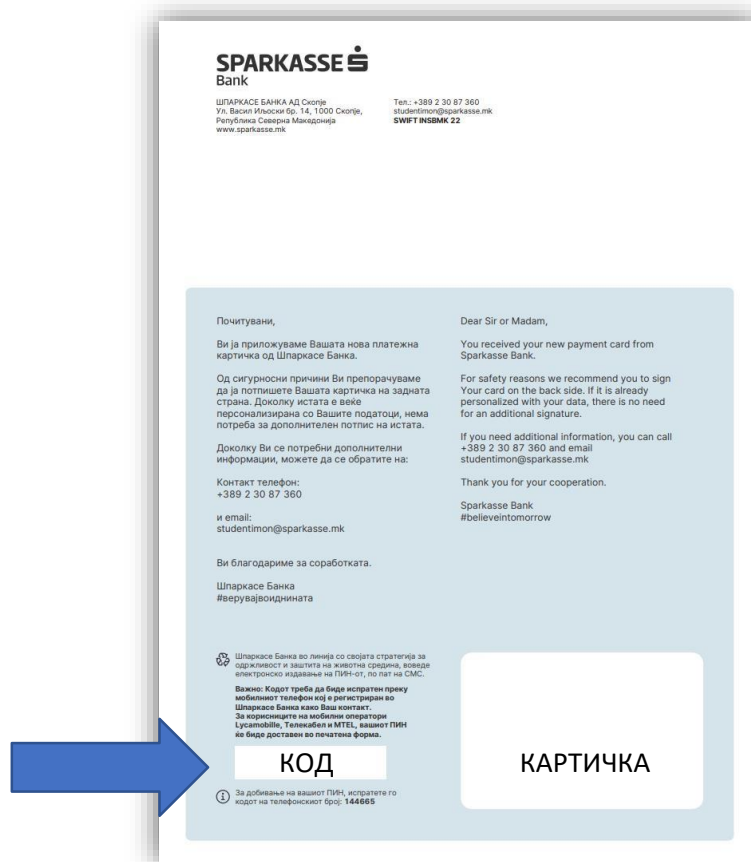 SPARKASSE
Bank
ШПАРКАСЕ БАНКА АД Скопје
Ул. Васил Иљоски бр. 14, 1000 Скопје,
Република Северна Македонија
www.sparkasse.mk
Тел.: +389 2 30 87 360
studentimon@sparkasse.mk
SWIFT INSBMK 22
Почитувани,
Ви ја приложуваме Вашата нова платежна
картичка од Шпаркасе Банка.
Од сигурносни причини Ви препорачуваме
да ја потпишете Вашата картичка на задната
страна. Доколку истата е веќе
персонализирана со Вашите податоци, нема
потреба за дополнителен потпис на истата.
Доколку Ви се потребни дополнителни
информации, можете да се обратите на:
Контакт телефон:
+389 2 30 87 360
и email:
studentimon@sparkasse.mk
Ви благодариме за соработката.
Шпаркасе Банка
#верувајвоиднината
Dear Sir or Madam,
You received your new payment card from
Sparkasse Bank.
For safety reasons we recommend you to sign
Your card on the back side. If it is already
personalized with your data, there is no need
for an additional signature.
If you need additional information, you can call
+389 2 30 87 360 and email
studentimon@sparkasse.mk
Thank you for your cooperation.
Sparkasse Bank
#believeintomorrow
Шпаркасе Банка во линија со својата стратегија за
одржливост и заштита на животна средина, воведе
електронско издавање на ПИН-от, по пат на СМС.
Важно: Кодот треба да биде испратен преку
мобилниот телефон кој е регистриран во
Шпаркасе Банка како Ваш контакт.
За корисниците на мобилни оператори
Lycamobille, Телекабел и MTEL, вашиот ПИН
ќе биде доставен во печатена форма.
КОД
За добивање на вашиот ПИН, испратете го
кодот на телефонскиот број: 144665
КАРТИЧКА